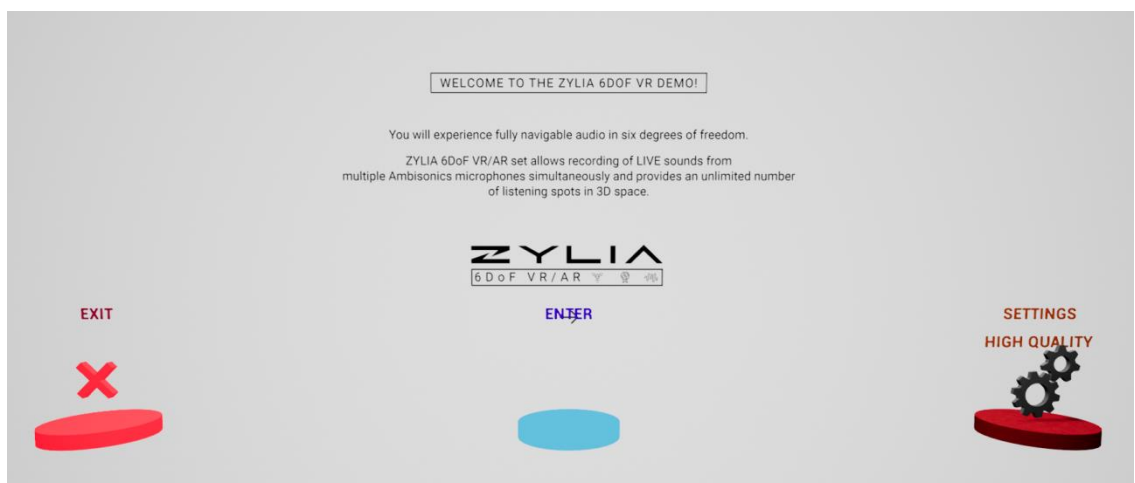 WELCOME TO THE ZYLIA 6DOF VR DEMO!
You will experience fully navigable audio in six degrees of freedom.
ZYLIA 6DoF VR/AR set allows recording of LIVE sounds from
multiple Ambisonics microphones simultaneously and provides an unlimited number
of listening spots in 3D space.
ZYLIA
6DoF VR/AR
EXIT
ENTER
SETTINGS
HIGH QUALITY